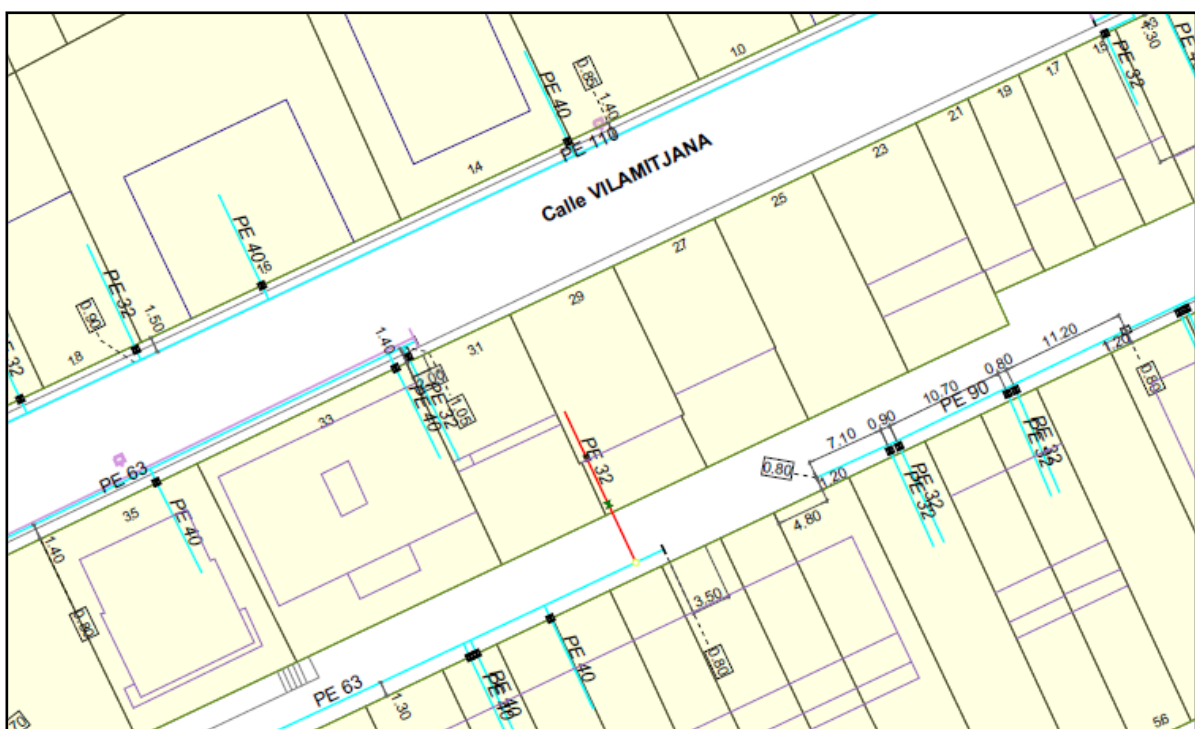 10
17
PE 32
1.30
PE 40
0.85
1.40
19
PE 110
21
14
23
Calle VILAMITJANA
25
PE 40
16
27
PE 32
0.90
1.50
29
11.20
1.40
31
0.80
1.20
18
10.70
PE 90
0.80
1.05
PE 32
PE 40
33
0.90
7.10
PE 32
PE 32
PE 32
0.80
1.20
PE 32
PE 32
PE 63
35
PE 40
4.80
1.40
0.80
3.50
PE 40
0.80
PE 63
1.30
PE 40
56